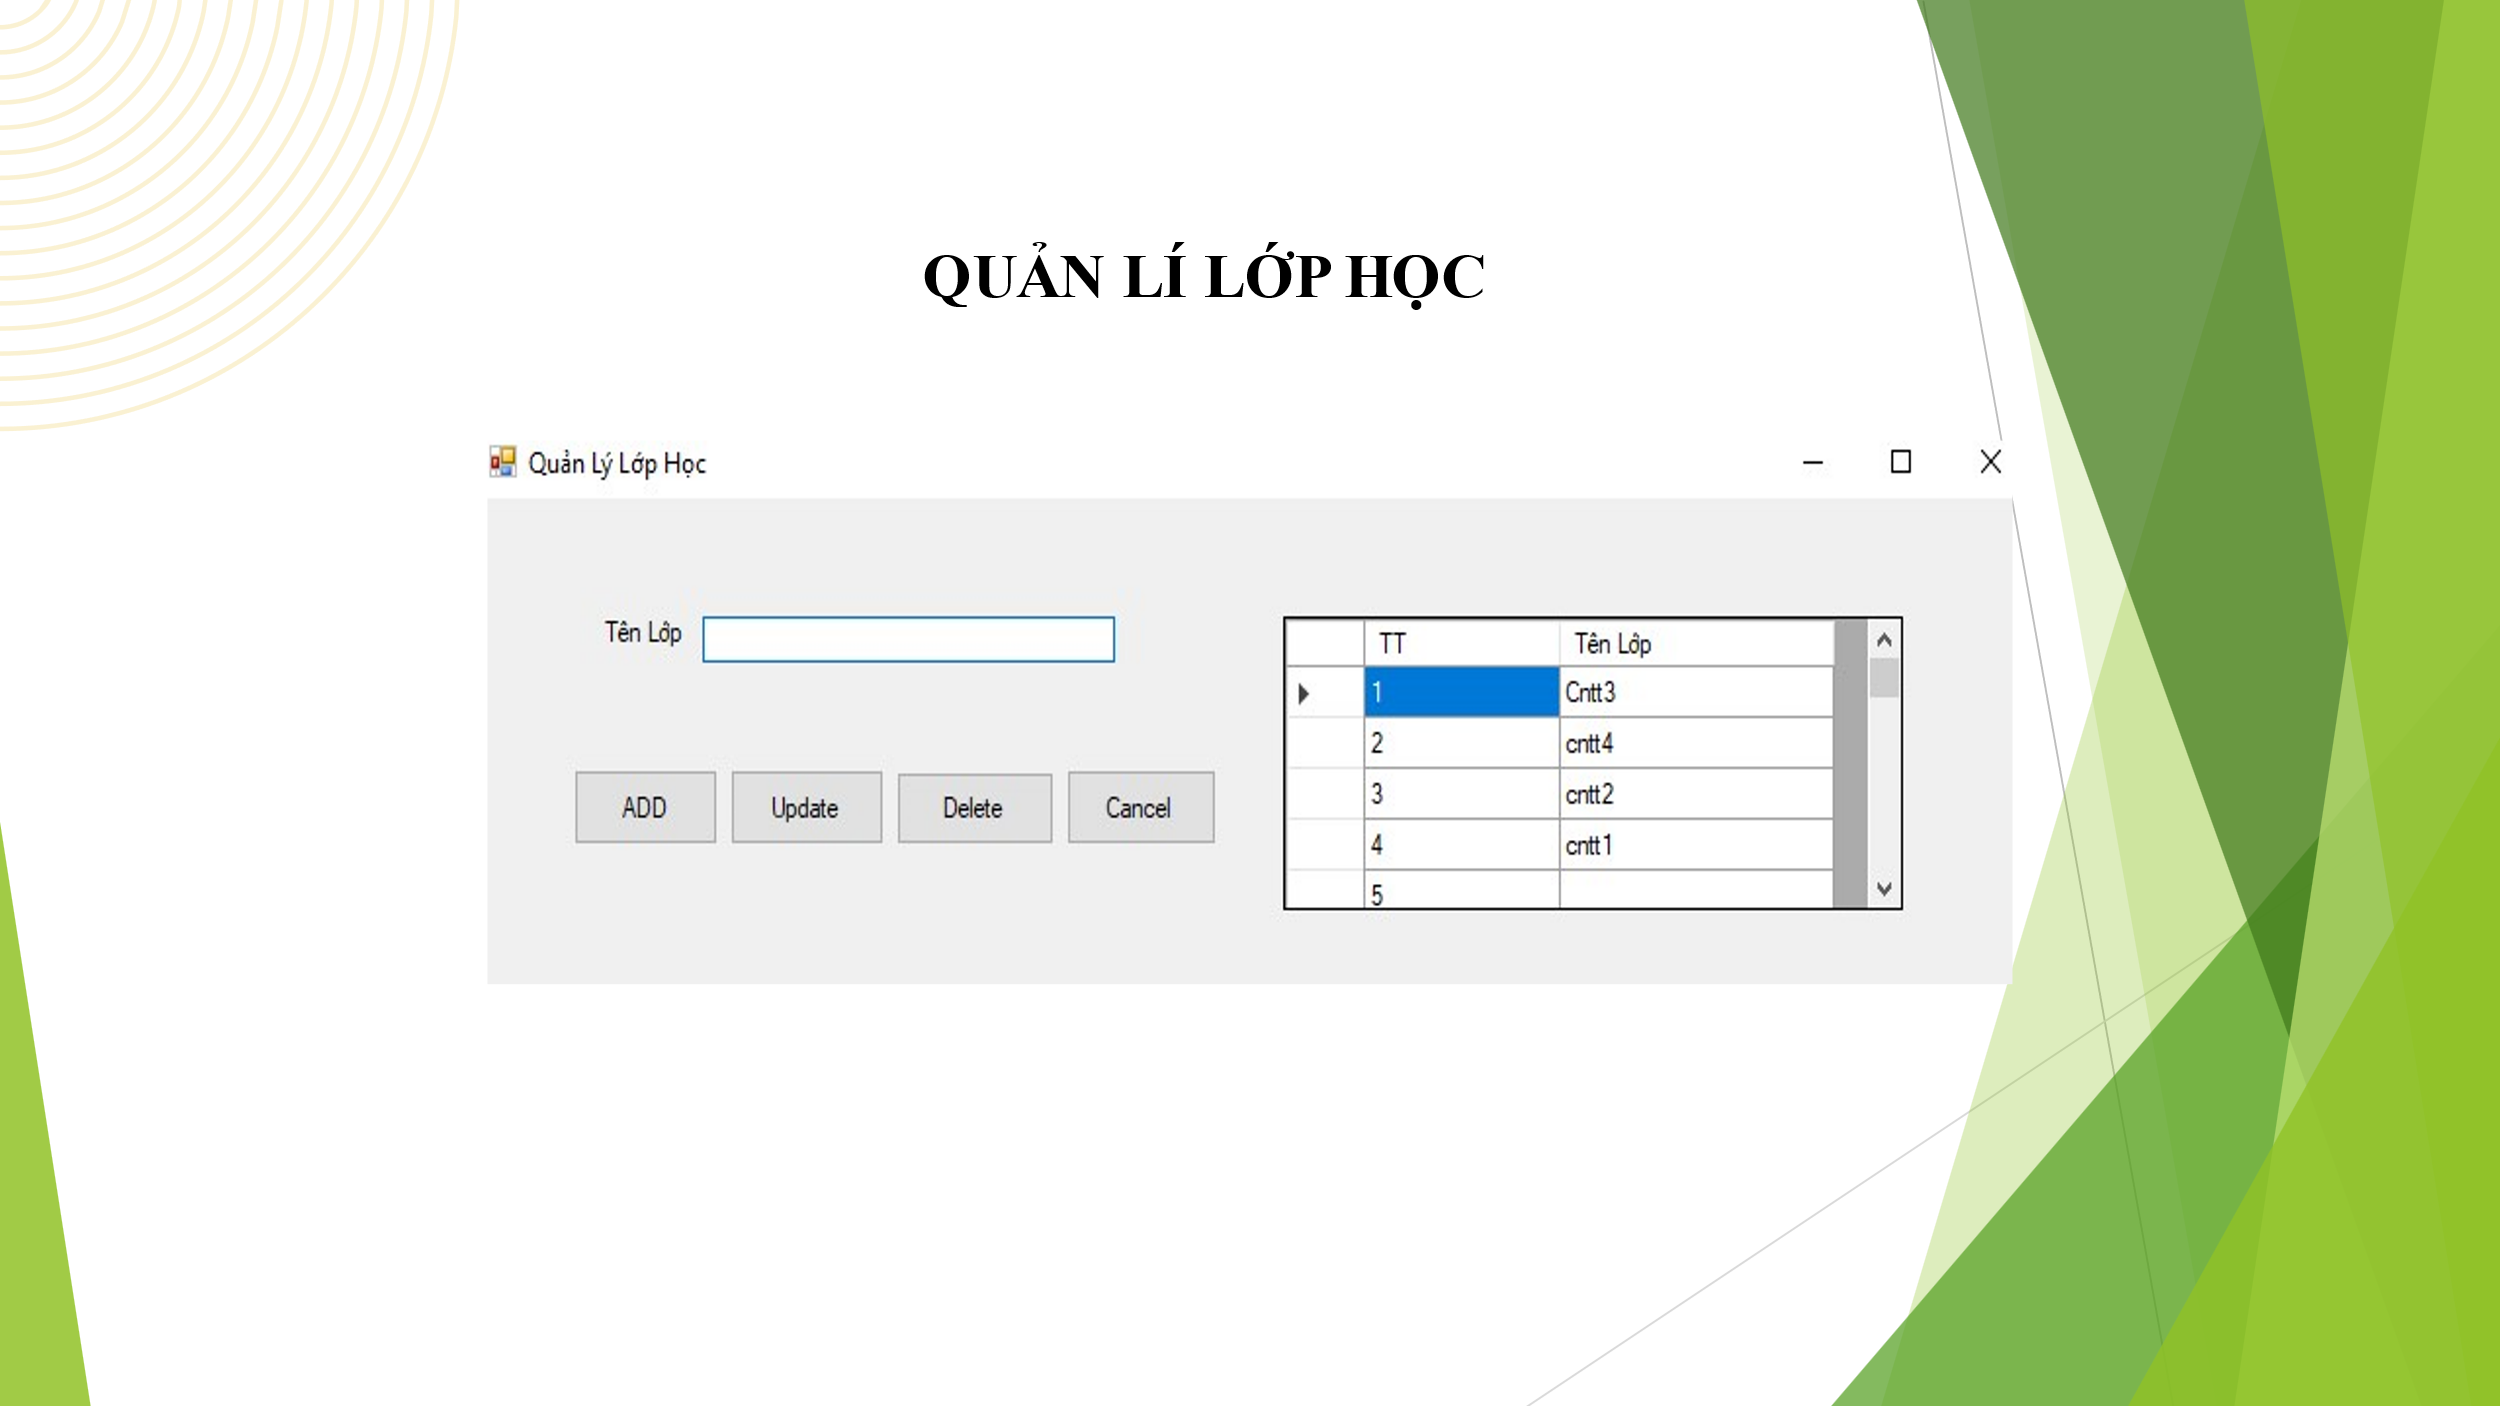 QUẢN LÍ LỚP HỌC
Quản Lý Lớp Học
Tên Lớp
ADD Update Delete Cancel
TT Tên Lớp
1 Cntt3
2 cntt4
3 cntt2
4 cntt1
5